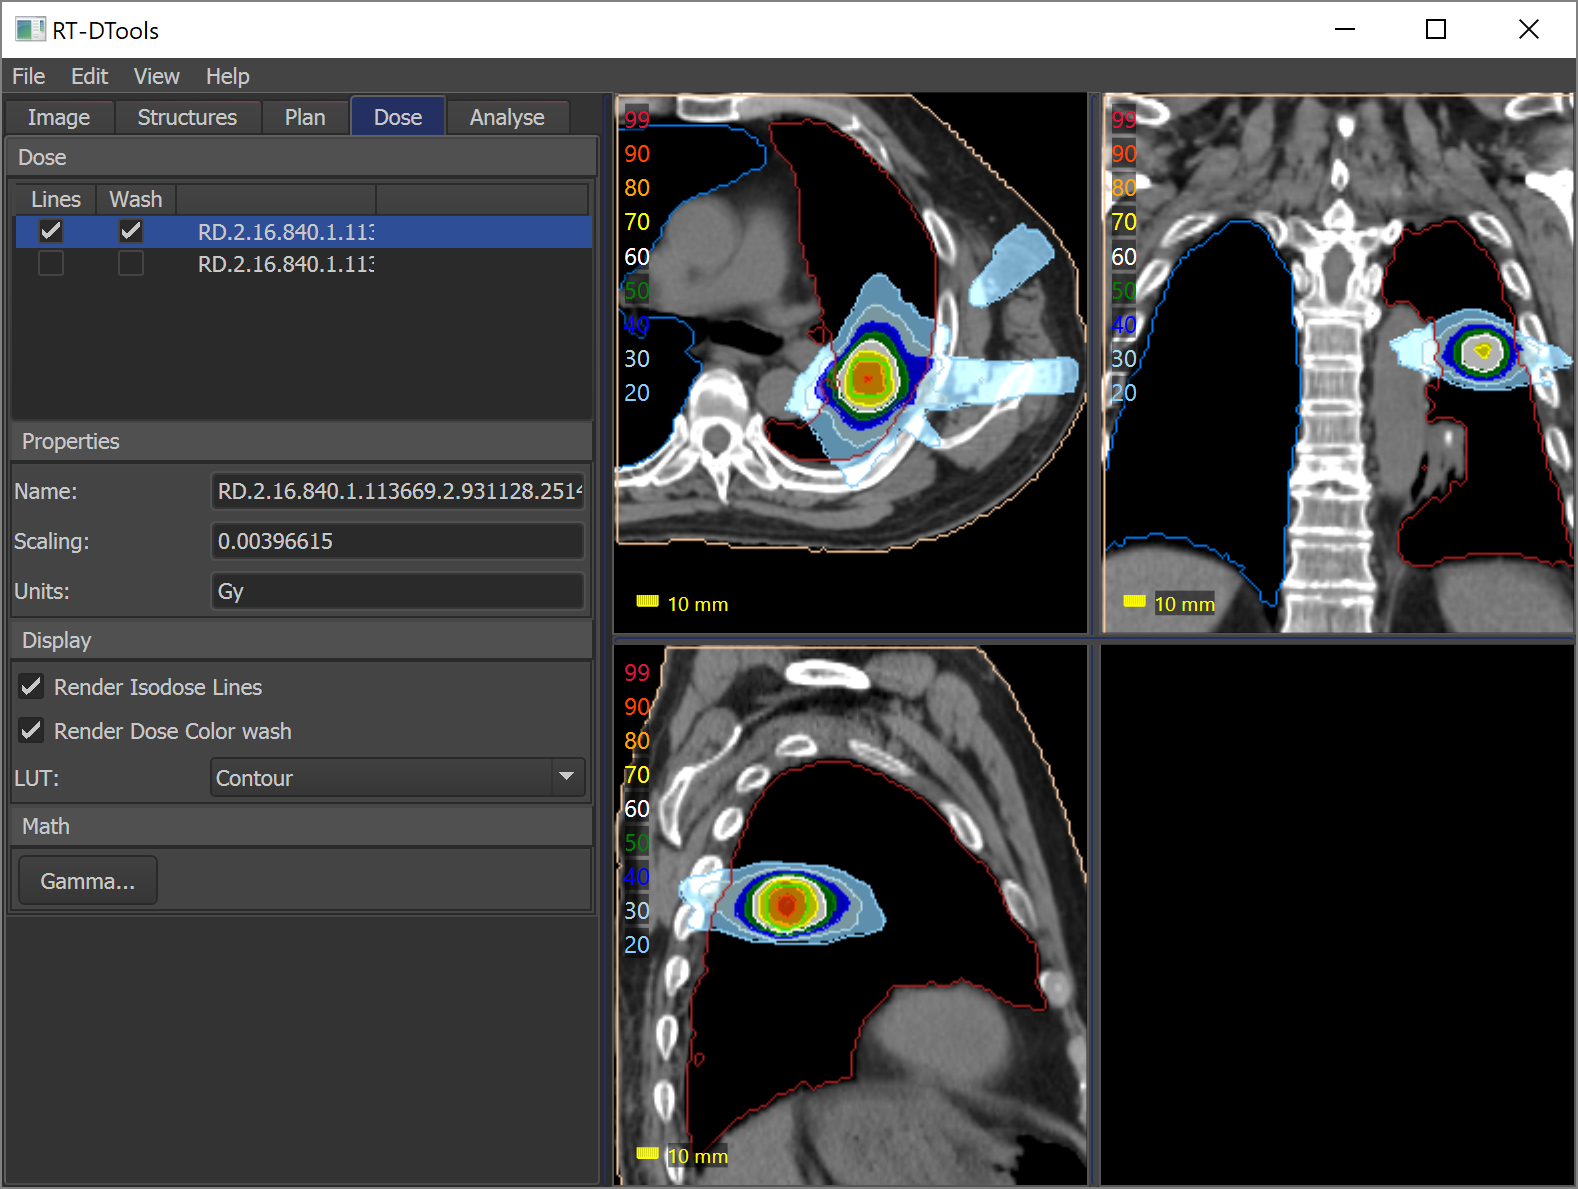 RT-DTools
File Edit View Help
Image Structures Plan Dose Analyse
Dose
Lines Wash
RD.2.16.840.1.113
RD.2.16.840.1.113
Properties
Name: RD.2.16.840.1.113669.2.931128.2514
Scaling: 0.00396615
Units: Gy
Display
Render Isodose Lines
Render Dose Color wash
LUT: Contour
Math
Gamma...
99
90
80
70
60
50
40
30
20
10 mm
99
90
80
70
60
50
40
30
20
10 mm
99
90
80
70
60
50
40
30
20
10 mm